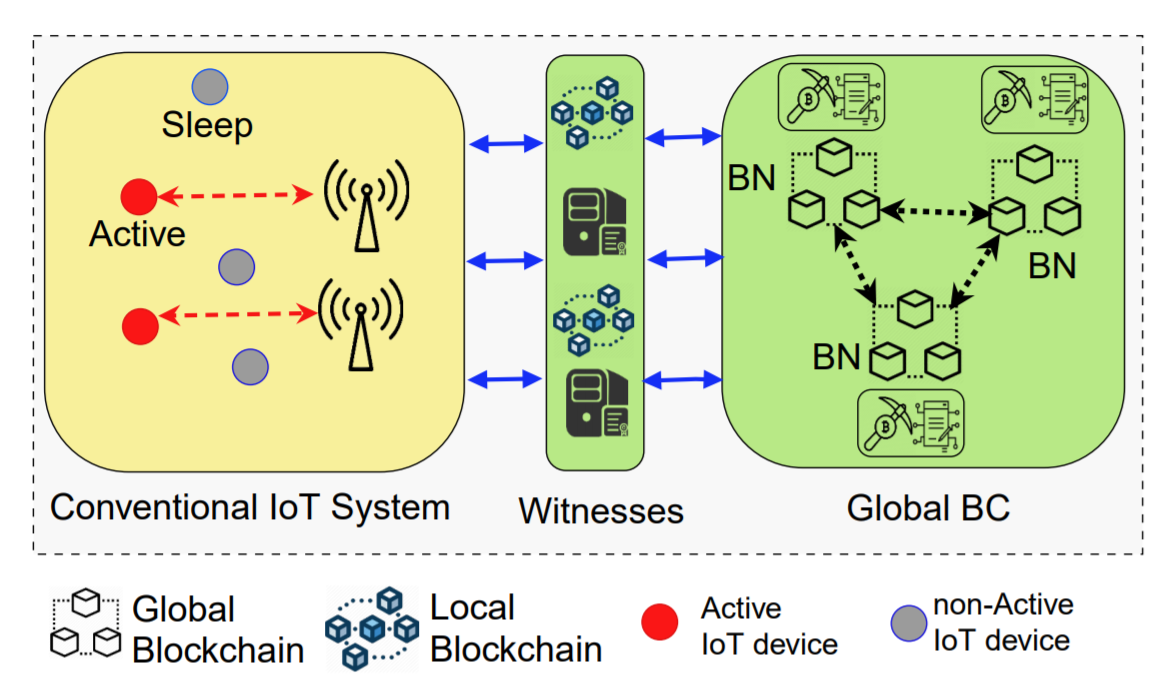 Sleep
Active
BN
BN
BN
Conventional IoT System
Witnesses
Global BC
Global
Blockchain
Local
Blockchain
Active
IoT device
non-Active
IoT device